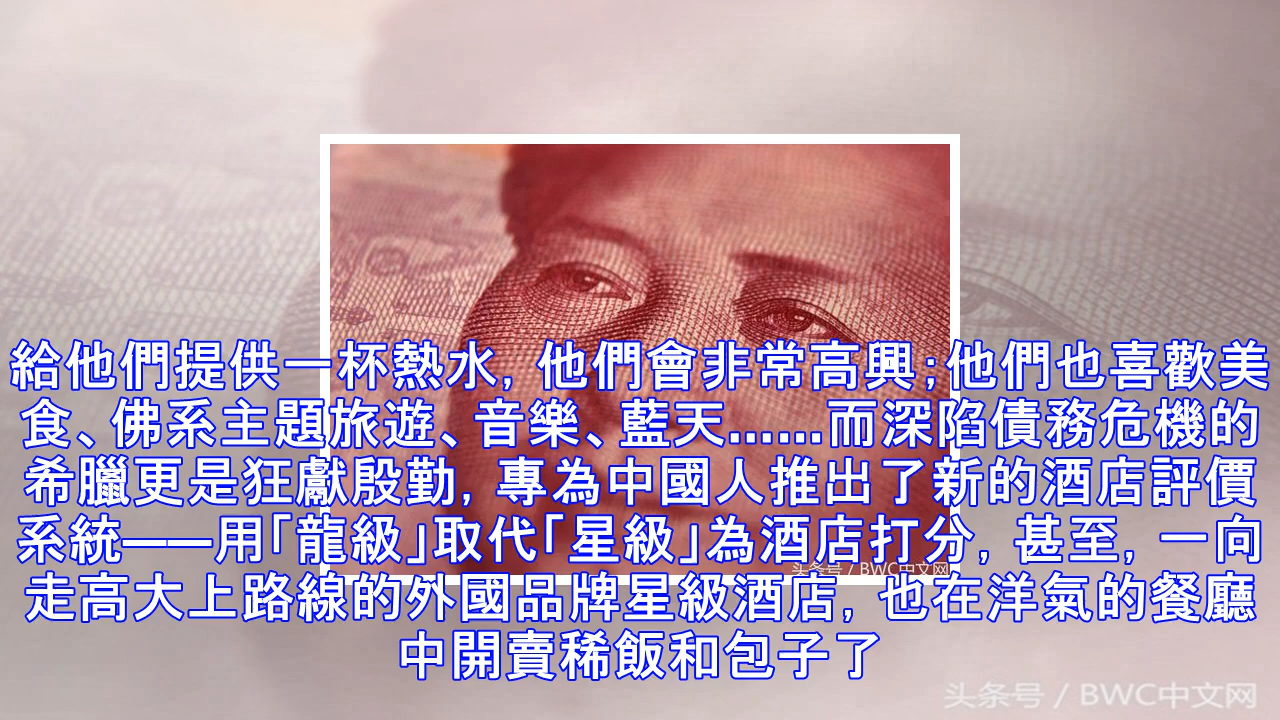 給他們提供一杯熱水, 他們會非常高興;他們也喜歡美
食、佛系主題旅遊、音樂、藍天……而深陷債務危機的
希臘更是狂獻殷勤, 專為中國人推出了新的酒店評價
系統——用「龍級」取代「星級」為酒店打分, 甚至, 一向
走高大上路線的外國品牌星級酒店, 也在洋氣的餐廳
中開賣稀飯和包子了
头条号 / BWC中文网
头条号 / BWC中文网